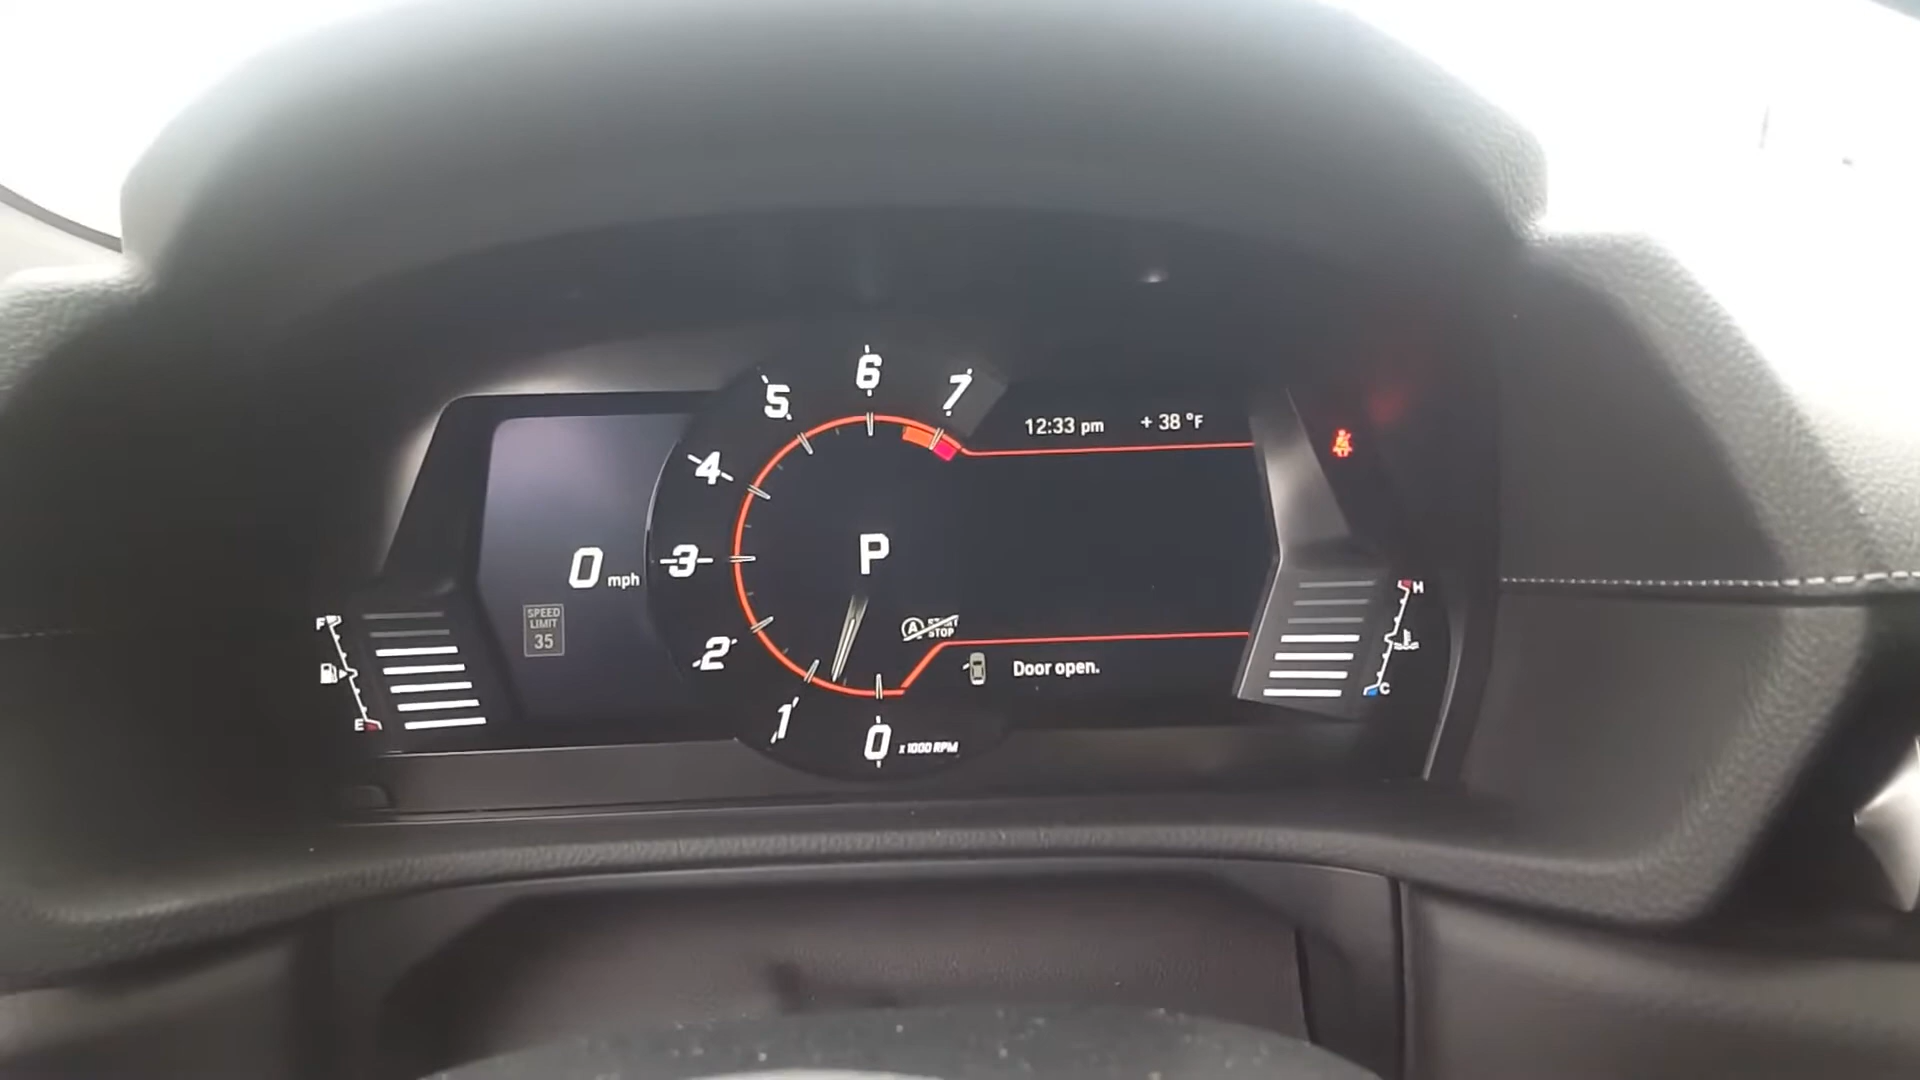 6
5
7
12:33 pm
+ 38 °F
4
P
0 mph
3
H
SPEED
LIMIT
35
F
A
START
STOP
2
Door open.
C
E
1
0 x 1000 RPM